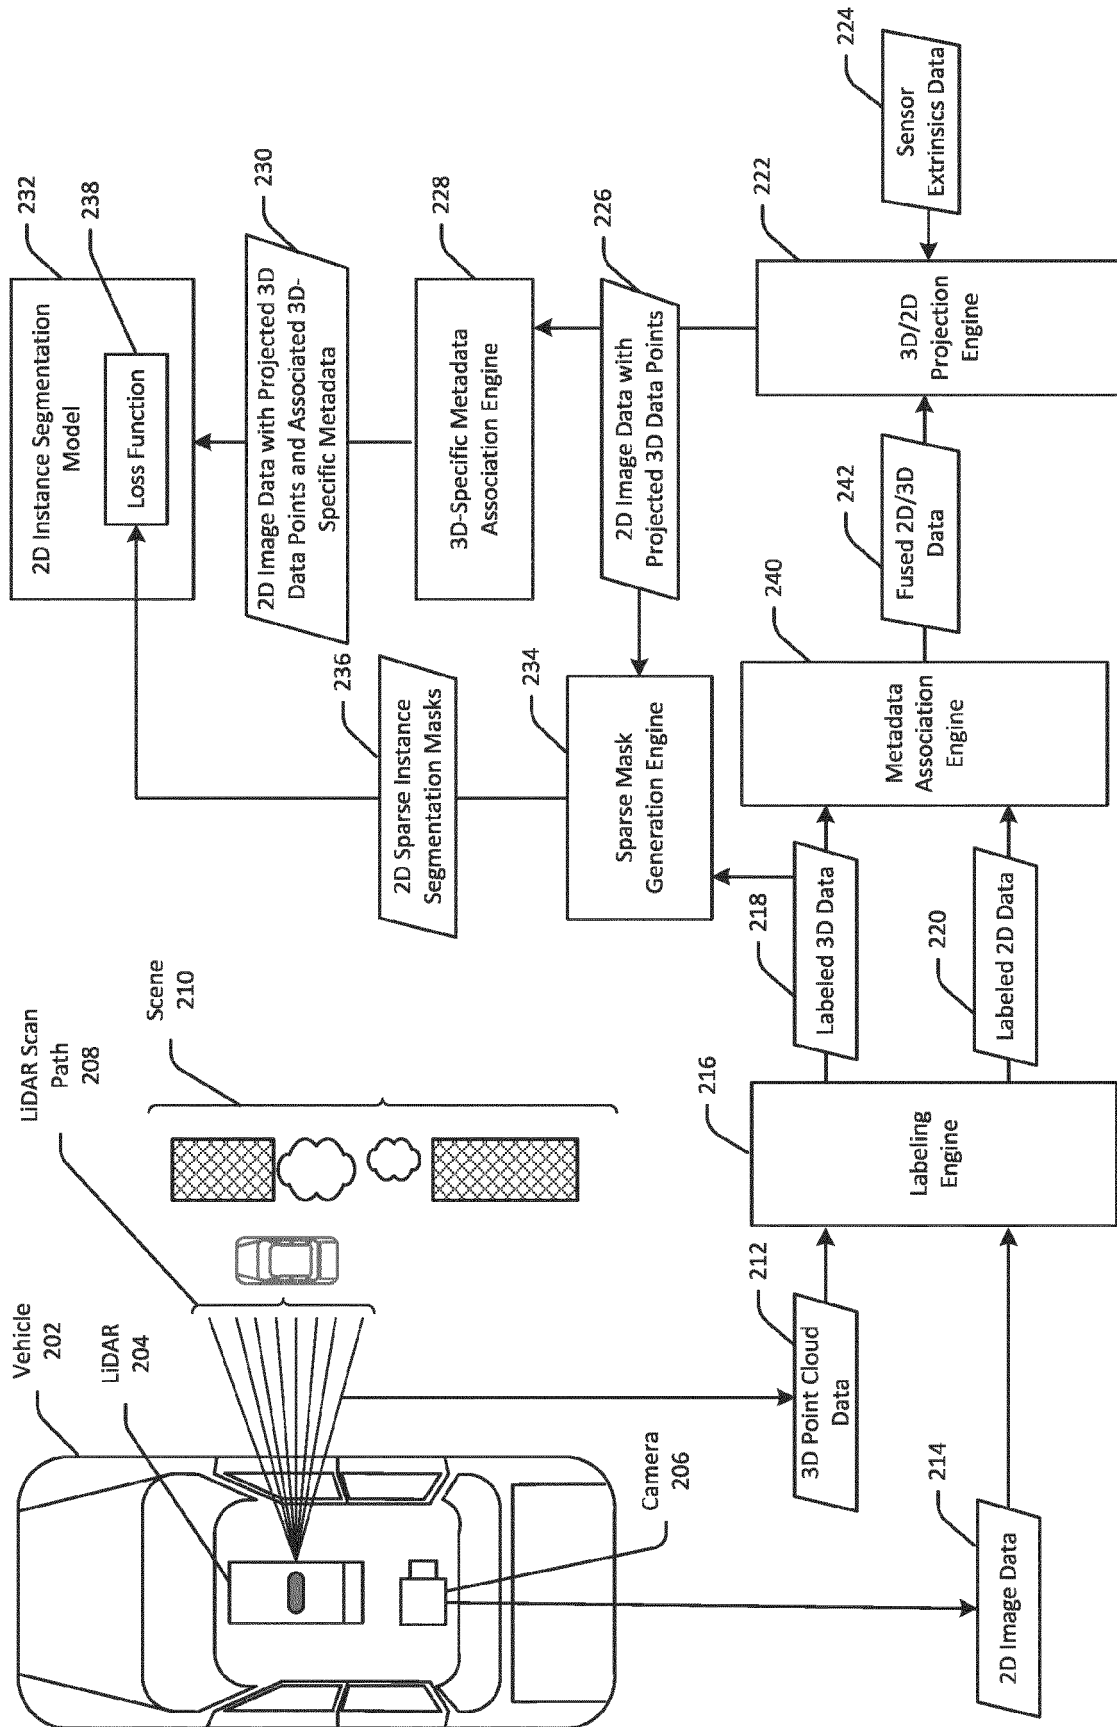 Vehicle
202
LiDAR
204
LiDAR Scan
Path
208
Scene
210
Camera
206
3D Point Cloud
Data
212
2D Image Data
214
Labeling
Engine
216
Labeled 3D Data
218
Labeled 2D Data
220
Metadata
Association
Engine
240
Fused 2D/3D
Data
242
3D/2D
Projection
Engine
222
Sensor
Extrinsics Data
224
2D Image Data with
Projected 3D Data Points
226
Sparse Mask
Generation Engine
234
2D Sparse Instance
Segmentation Masks
236
3D-Specific Metadata
Association Engine
228
2D Image Data with Projected 3D
Data Points and Associated 3D-
Specific Metadata
230
2D Instance Segmentation
Model
232
Loss Function
238